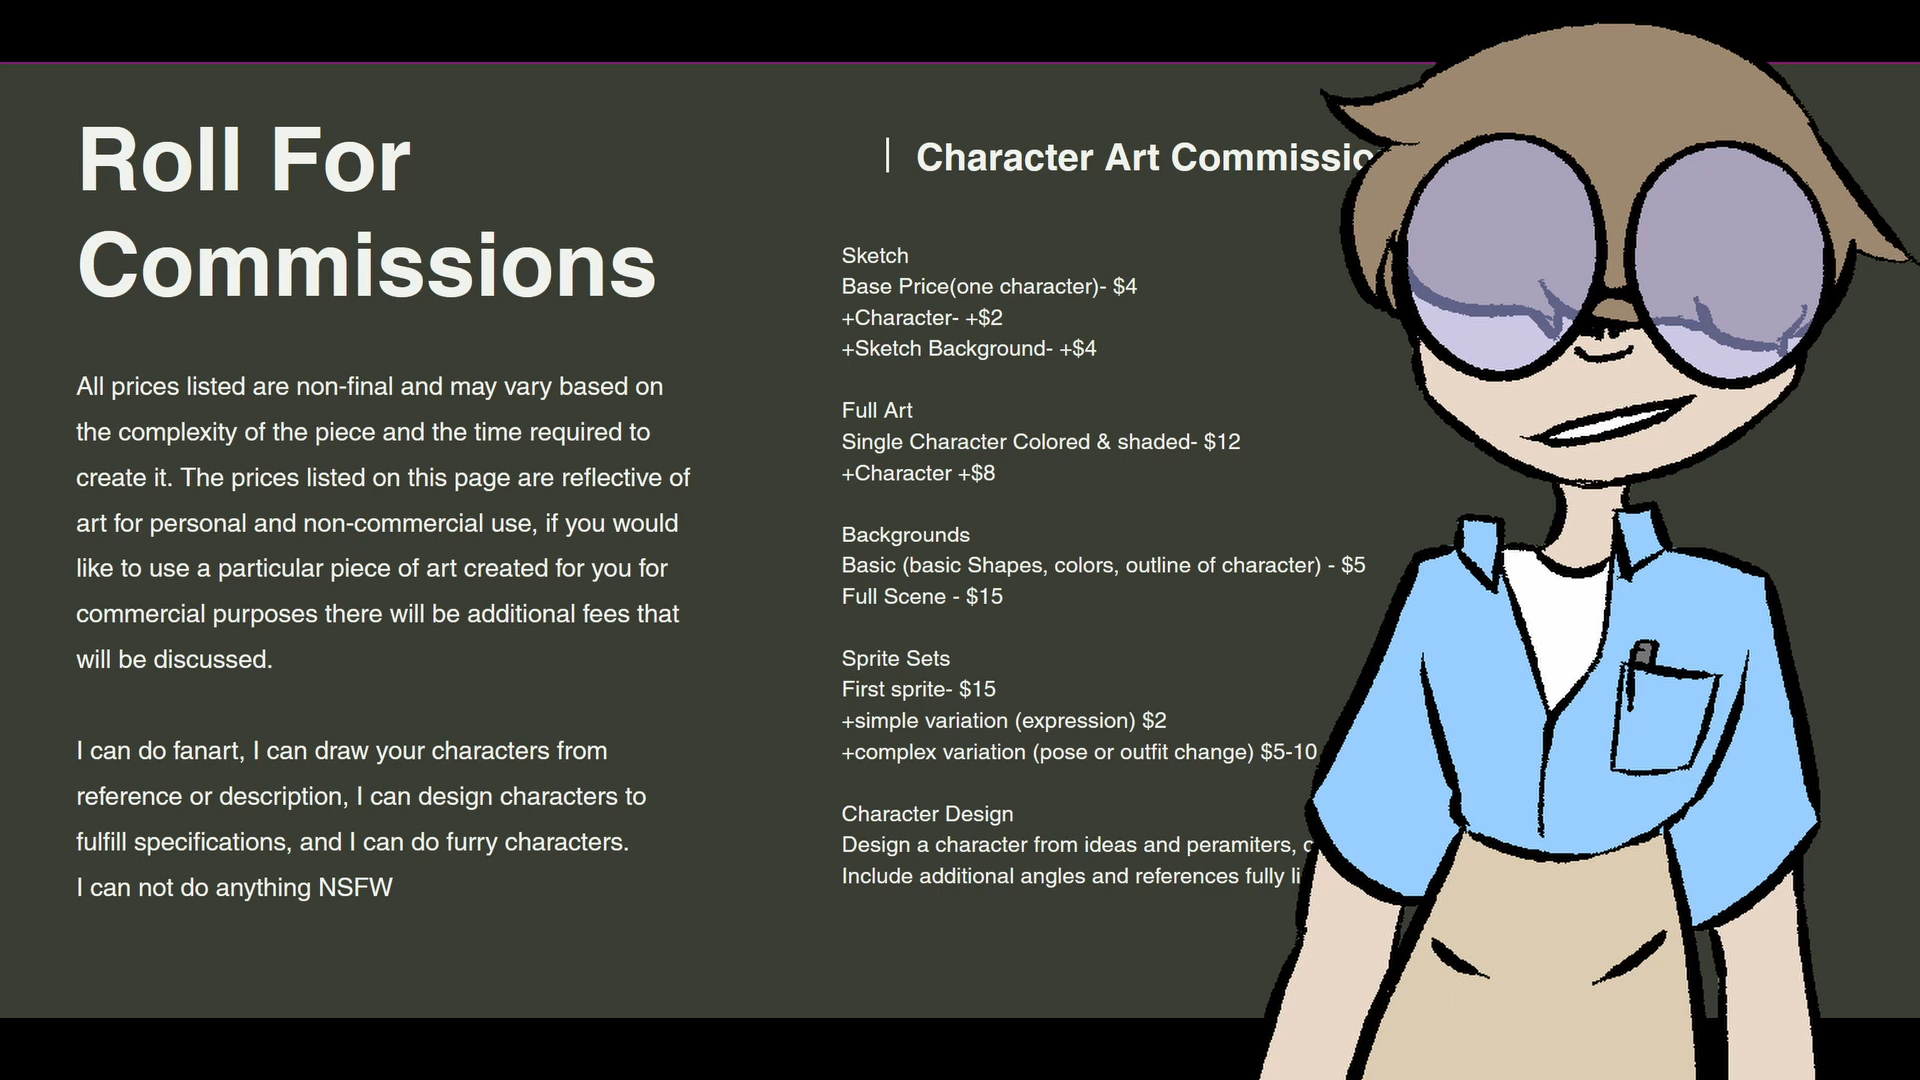 Roll For
Commissions
All prices listed are non-final and may vary based on
the complexity of the piece and the time required to
create it. The prices listed on this page are reflective of
art for personal and non-commercial use, if you would
like to use a particular piece of art created for you for
commercial purposes there will be additional fees that
will be discussed.
I can do fanart, I can draw your characters from
reference or description, I can design characters to
fulfill specifications, and I can do furry characters.
I can not do anything NSFW
Character Art
Sketch
Base Price(one character)- $4
+Character- +$2
+Sketch Background- +$4
Full Art
Single Character Colored & shaded- $12
+Character +$8
Backgrounds
Basic (basic Shapes, colors, outline of character) - $5
Full Scene - $15
Sprite Sets
First sprite- $15
+simple variation (expression) $2
+complex variation (pose or outfit change) $5-10
Character Design
Design a character from ideas and peramiters,
Include additional angles and references fully